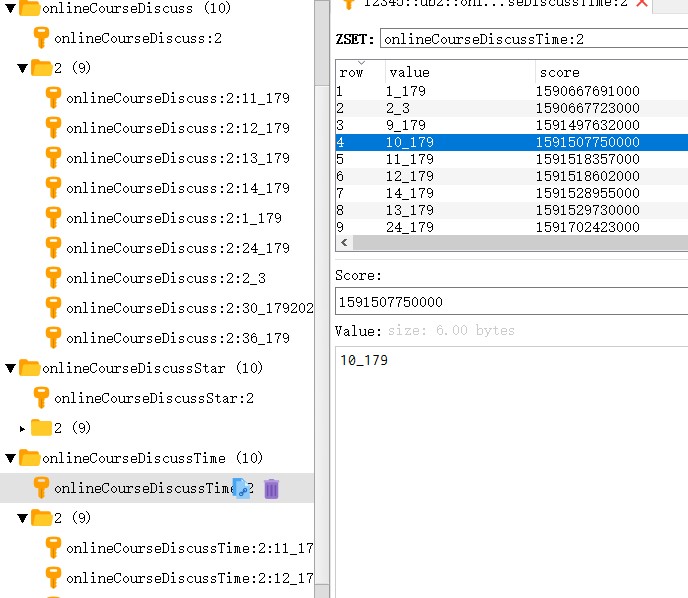 onlineCourseDiscuss (10)
onlineCourseDiscuss:2
2 (9)
onlineCourseDiscuss:2:11_179
onlineCourseDiscuss:2:12_179
onlineCourseDiscuss:2:13_179
onlineCourseDiscuss:2:14_179
onlineCourseDiscuss:2:1_179
onlineCourseDiscuss:2:24_179
onlineCourseDiscuss:2:2_3
onlineCourseDiscuss:2:30_179202
onlineCourseDiscuss:2:36_179
onlineCourseDiscussStar (10)
onlineCourseDiscussStar:2
2 (9)
onlineCourseDiscussTime (10)
onlineCourseDiscussTime:2
2 (9)
onlineCourseDiscussTime:2:11_17
onlineCourseDiscussTime:2:12_17
12345::db2::onl...seDiscussTime:2
ZSET: onlineCourseDiscussTime:2
row value score
1 1_179 1590667691000
2 2_3 1590667723000
3 9_179 1591497632000
4 10_179 1591507750000
5 11_179 1591518357000
6 12_179 1591518602000
7 14_179 1591528955000
8 13_179 1591529730000
9 24_179 1591702423000
Score:
1591507750000
Value: size: 6.00 bytes
10_179